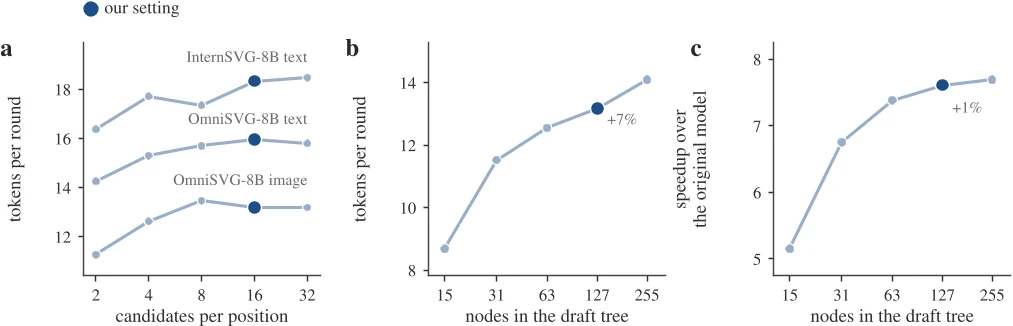 our setting
a
tokens per round
18
16
14
12
InternSVG-8B text
OmniSVG-8B text
OmniSVG-8B image
2 4 8 16 32
candidates per position
b
tokens per round
14
12
10
8
+7%
15 31 63 127 255
nodes in the draft tree
c
speedup over
the original model
8
7
6
5
+1%
15 31 63 127 255
nodes in the draft tree